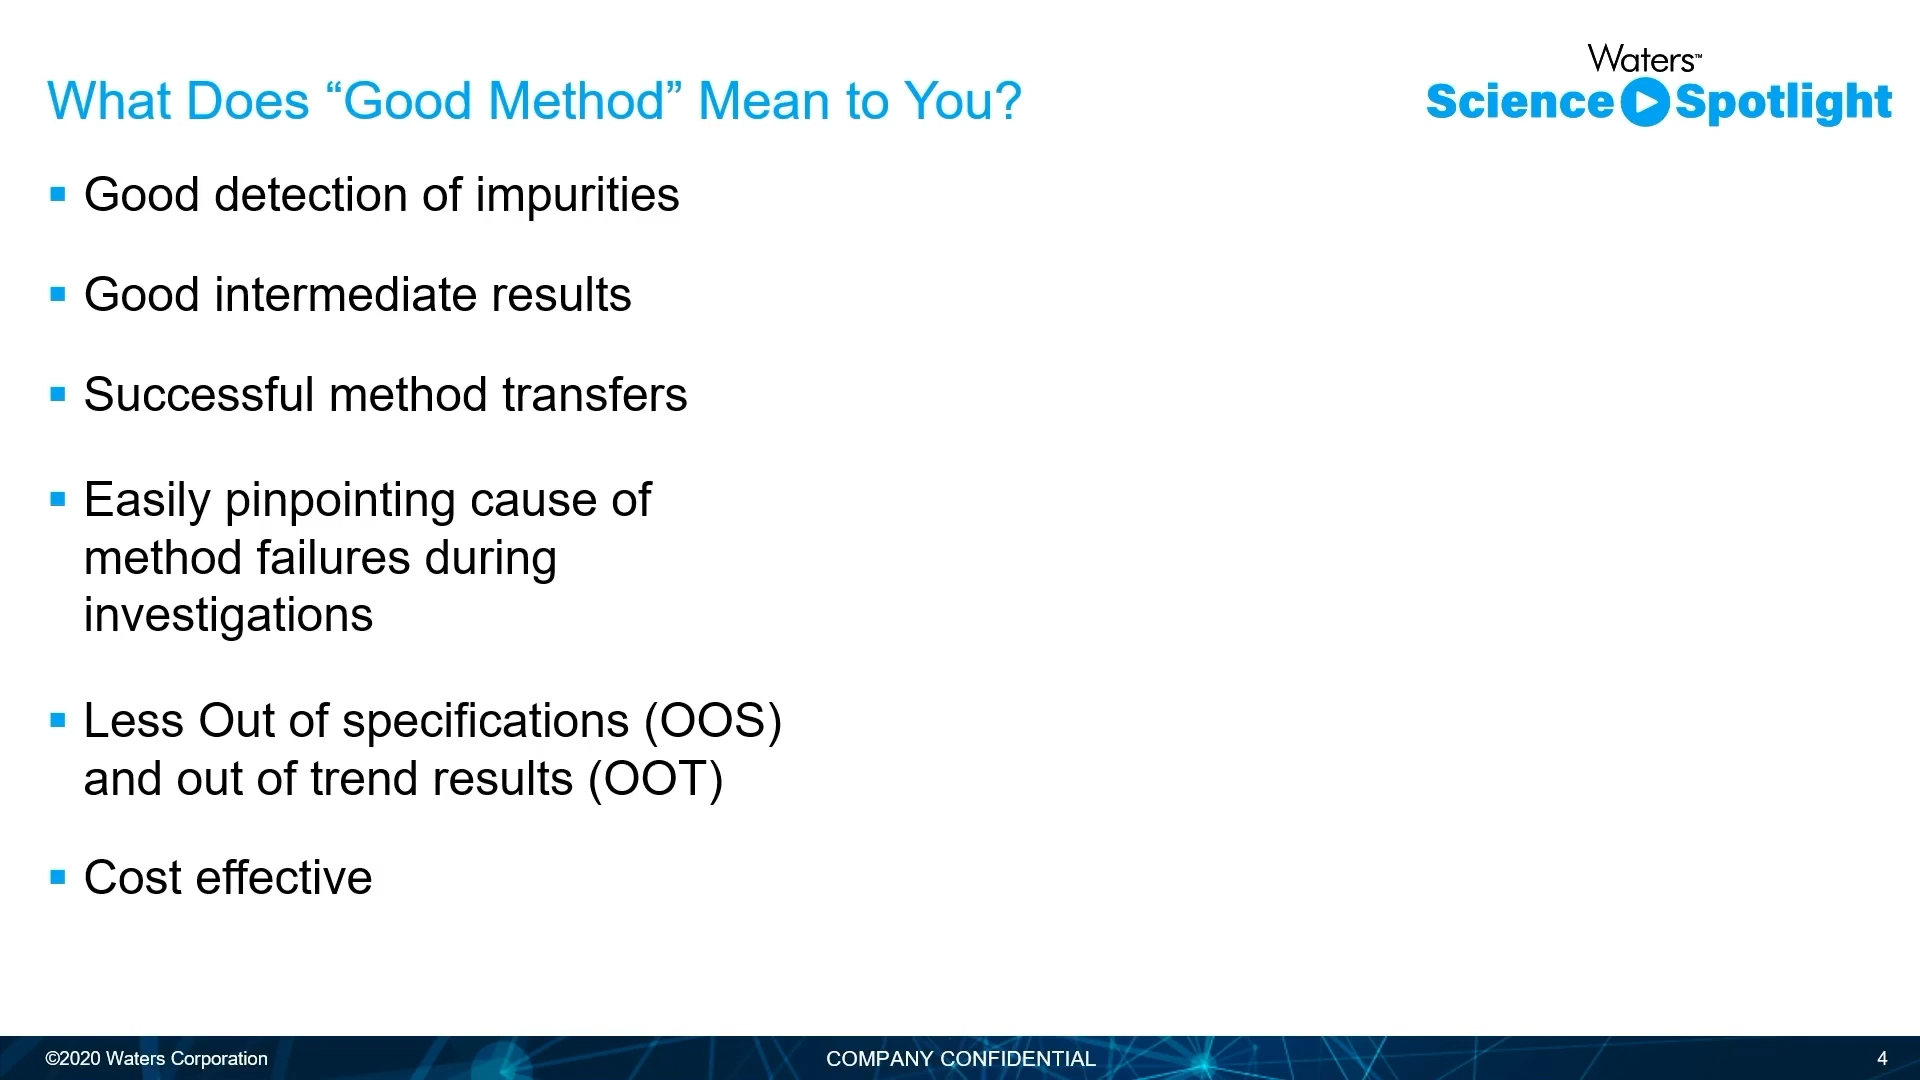 What Does “Good Method” Mean to You?
Waters™
Science Spotlight
▪ Good detection of impurities
▪ Good intermediate results
▪ Successful method transfers
▪ Easily pinpointing cause of
method failures during
investigations
▪ Less Out of specifications (OOS)
and out of trend results (OOT)
▪ Cost effective
©2020 Waters Corporation
COMPANY CONFIDENTIAL
4